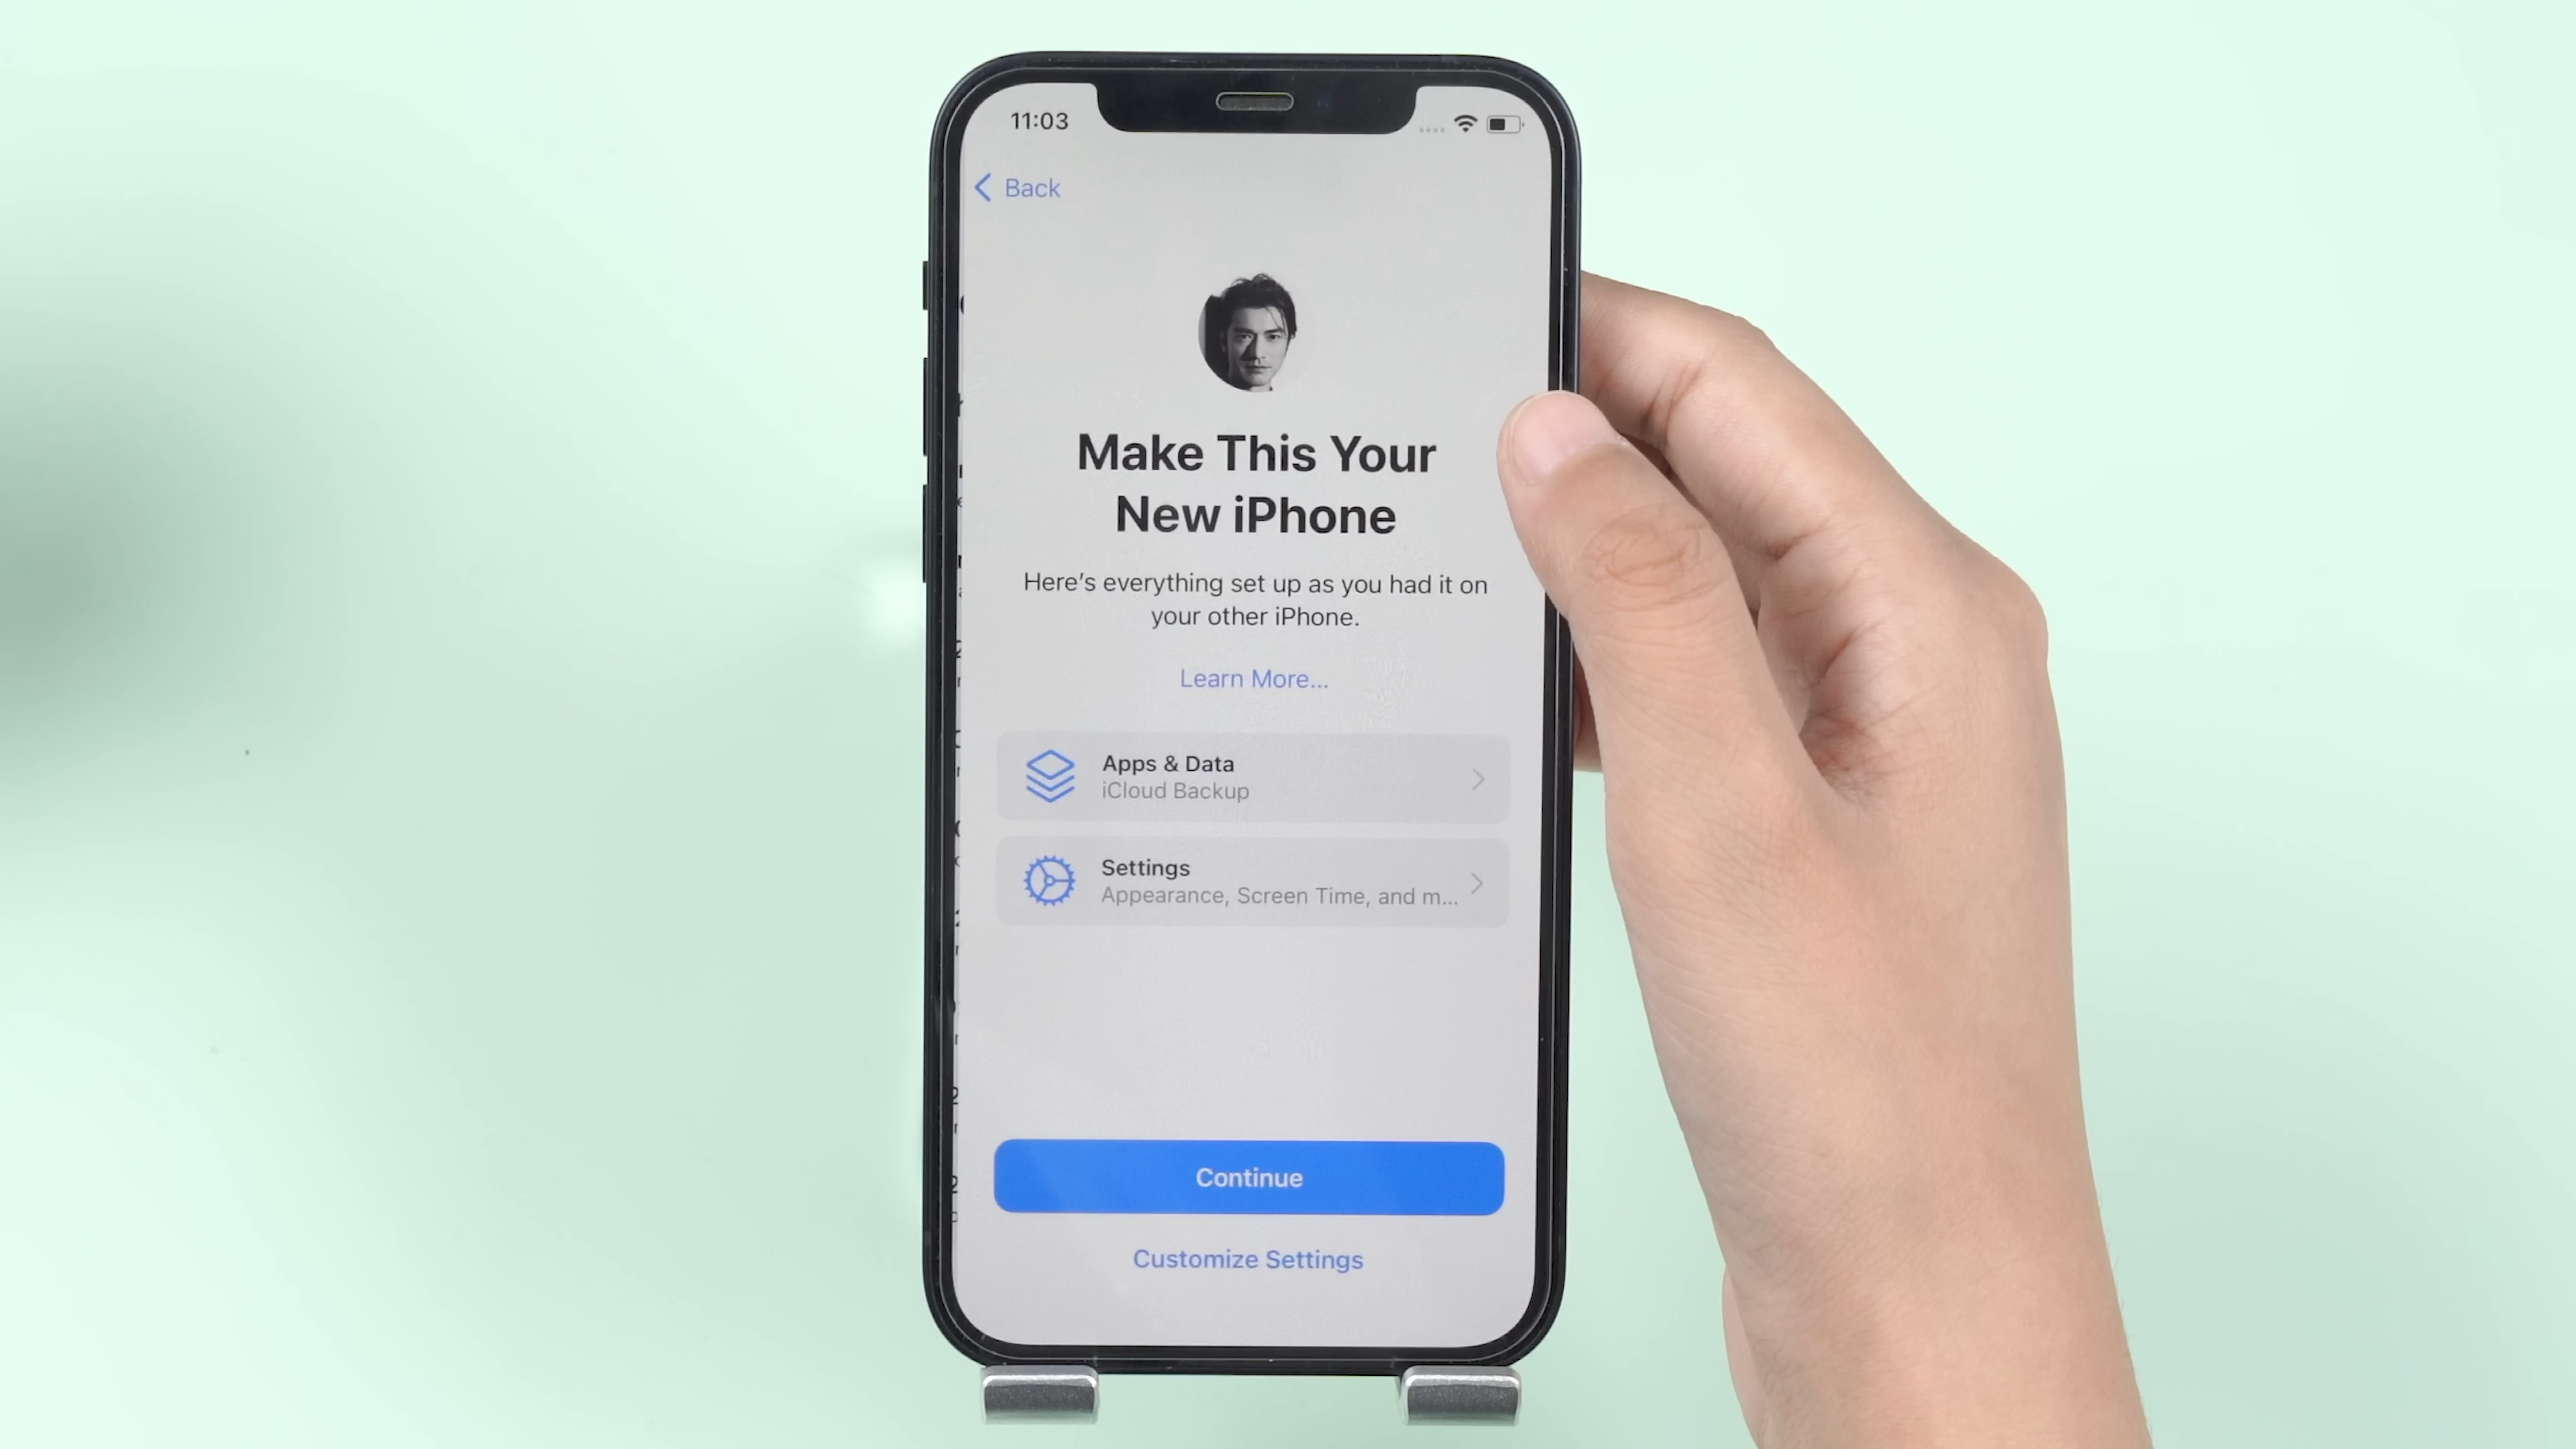 11:03
Back
Make This Your
New iPhone
Here's everything set up as you had it on
your other iPhone.
Learn More...
Apps & Data
iCloud Backup
Settings
Appearance, Screen Time, and m...
Continue
Customize Settings